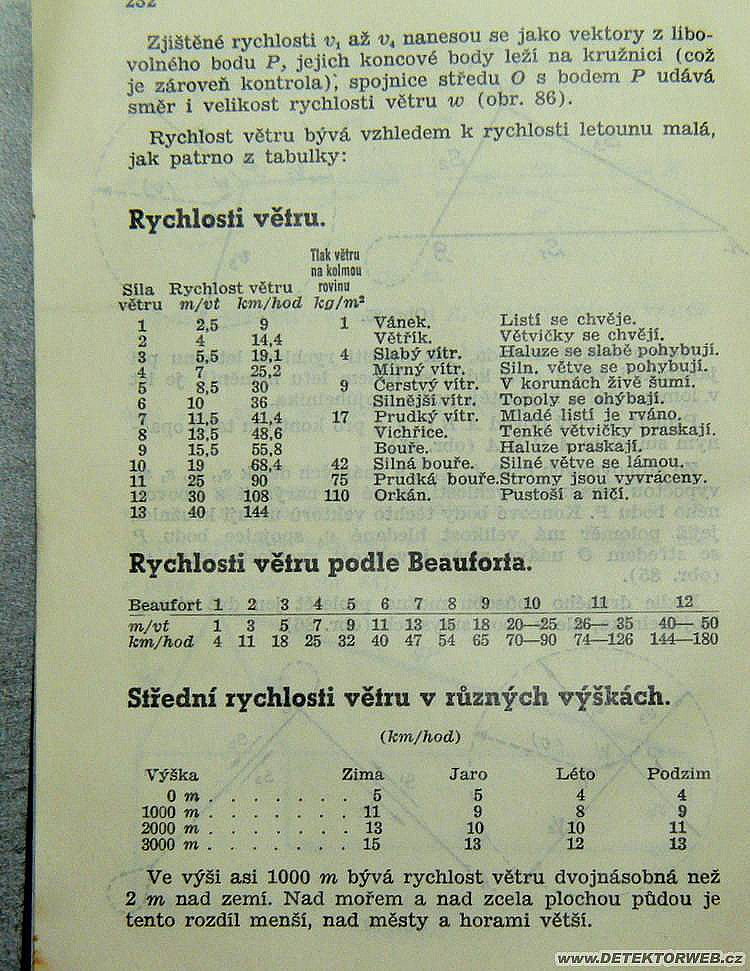 232
Zjištěné rychlosti v₁ až v₄ nanesou se jako vektory z libo-
volného bodu P, jejich koncové body leží na kružnici (což
je zároveň kontrola); spojnice středu O s bodem P udává
směr i velikost rychlosti větru w (obr. 86).
Rychlost větru bývá vzhledem k rychlosti letounu malá,
jak patrno z tabulky:
Rychlosti větru.
Tlak větru
na kolmou
Síla Rychlost větru rovinu
větru m/vt km/hod kg/m²
1 2,5 9 1 Vánek. Listí se chvěje.
2 4 14,4 Větřík. Větvičky se chvějí.
3 5,5 19,1 4 Slabý vítr. Haluze se slabě pohybují.
4 7 25,2 Mírný vítr. Siln. větve se pohybují.
5 8,5 30 9 Čerstvý vítr. V korunách živě šumí.
6 10 36 Silnější vítr. Topoly se ohýbají.
7 11,5 41,4 17 Prudký vítr. Mladé listí je rváno.
8 13,5 48,6 Vichřice. Tenké větvičky praskají.
9 15,5 55,8 Bouře. Haluze praskají.
10 19 68,4 42 Silná bouře. Silné větve se lámou.
11 25 90 75 Prudká bouře. Stromy jsou vyvráceny.
12 30 108 110 Orkán. Pustoší a ničí.
13 40 144
Rychlosti větru podle Beauforta.
Beaufort 1 2 3 4 5 6 7 8 9 10 11 12
m/vt 1 3 5 7 9 11 13 15 18 20—25 26—35 40—50
km/hod 4 11 18 25 32 40 47 54 65 70—90 74—126 144—180
Střední rychlosti větru v různých výškách.
(km/hod)
Výška Zima Jaro Léto Podzim
0 m . . . . . . . 5 5 4 4
1000 m . . . . . . . 11 9 8 9
2000 m . . . . . . . 13 10 10 11
3000 m . . . . . . . 15 13 12 13
Ve výši asi 1000 m bývá rychlost větru dvojnásobná než
2 m nad zemí. Nad mořem a nad zcela plochou půdou je
tento rozdíl menší, nad městy a horami větší.
www.DETEKTORWEB.cz